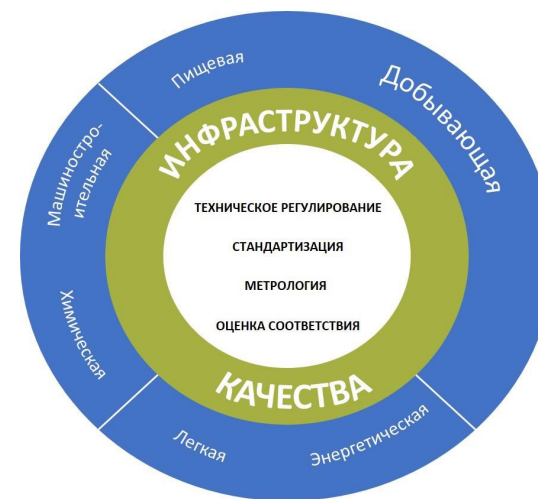 Пищевая
Добывающая
Машиностро-
ительная
Химическая
Легкая
Энергетическая
ИНФРАСТРУКТУРА
ТЕХНИЧЕСКОЕ РЕГУЛИРОВАНИЕ
СТАНДАРТИЗАЦИЯ
МЕТРОЛОГИЯ
ОЦЕНКА СООТВЕТСТВИЯ
КАЧЕСТВА